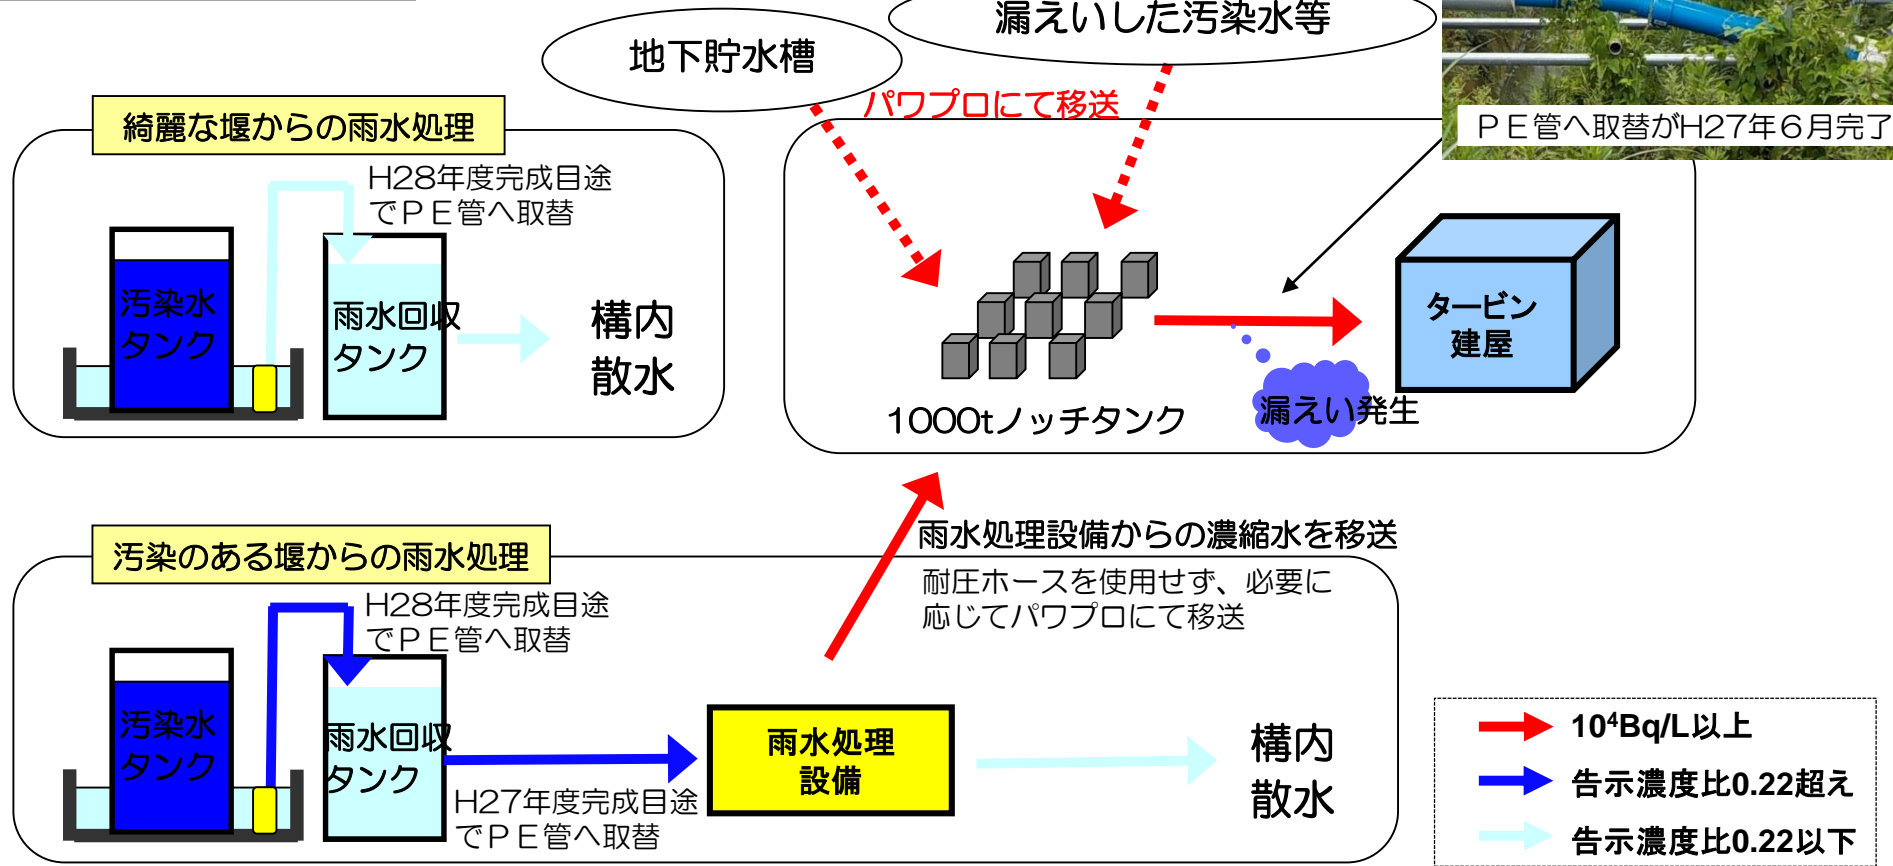 漏えいした汚染水等
地下貯水槽
パワプロにて移送
ＰＥ管へ取替がH27年６月完了
綺麗な堰からの雨水処理
H28年度完成目途
でＰＥ管へ取替
汚染水
タンク
雨水回収
タンク
構内
散水
1000tノッチタンク
漏えい発生
タービン
建屋
汚染のある堰からの雨水処理
H28年度完成目途
でＰＥ管へ取替
汚染水
タンク
雨水回収
タンク
H27年度完成目途
でＰＥ管へ取替
雨水処理
設備
雨水処理設備からの濃縮水を移送
耐圧ホースを使用せず、必要に
応じてパワプロにて移送
構内
散水
10⁴Bq/L以上
告示濃度比0.22超え
告示濃度比0.22以下